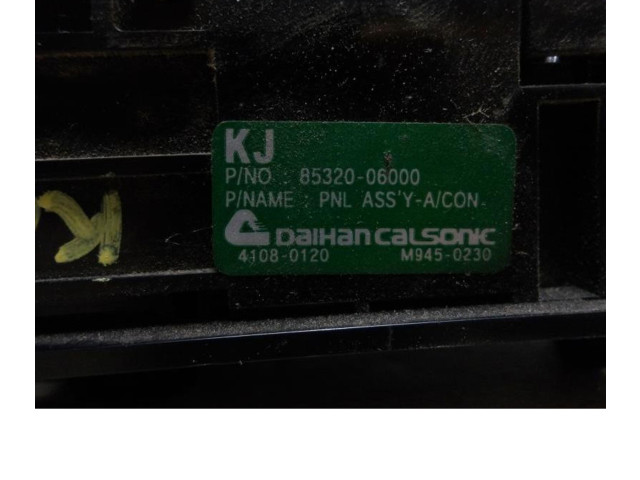 KJ
P/NO : 85320-06000
P/NAME : PNL ASS'Y-A/CON
DAIHAN CALSONIC
4108-0120 M945-0230